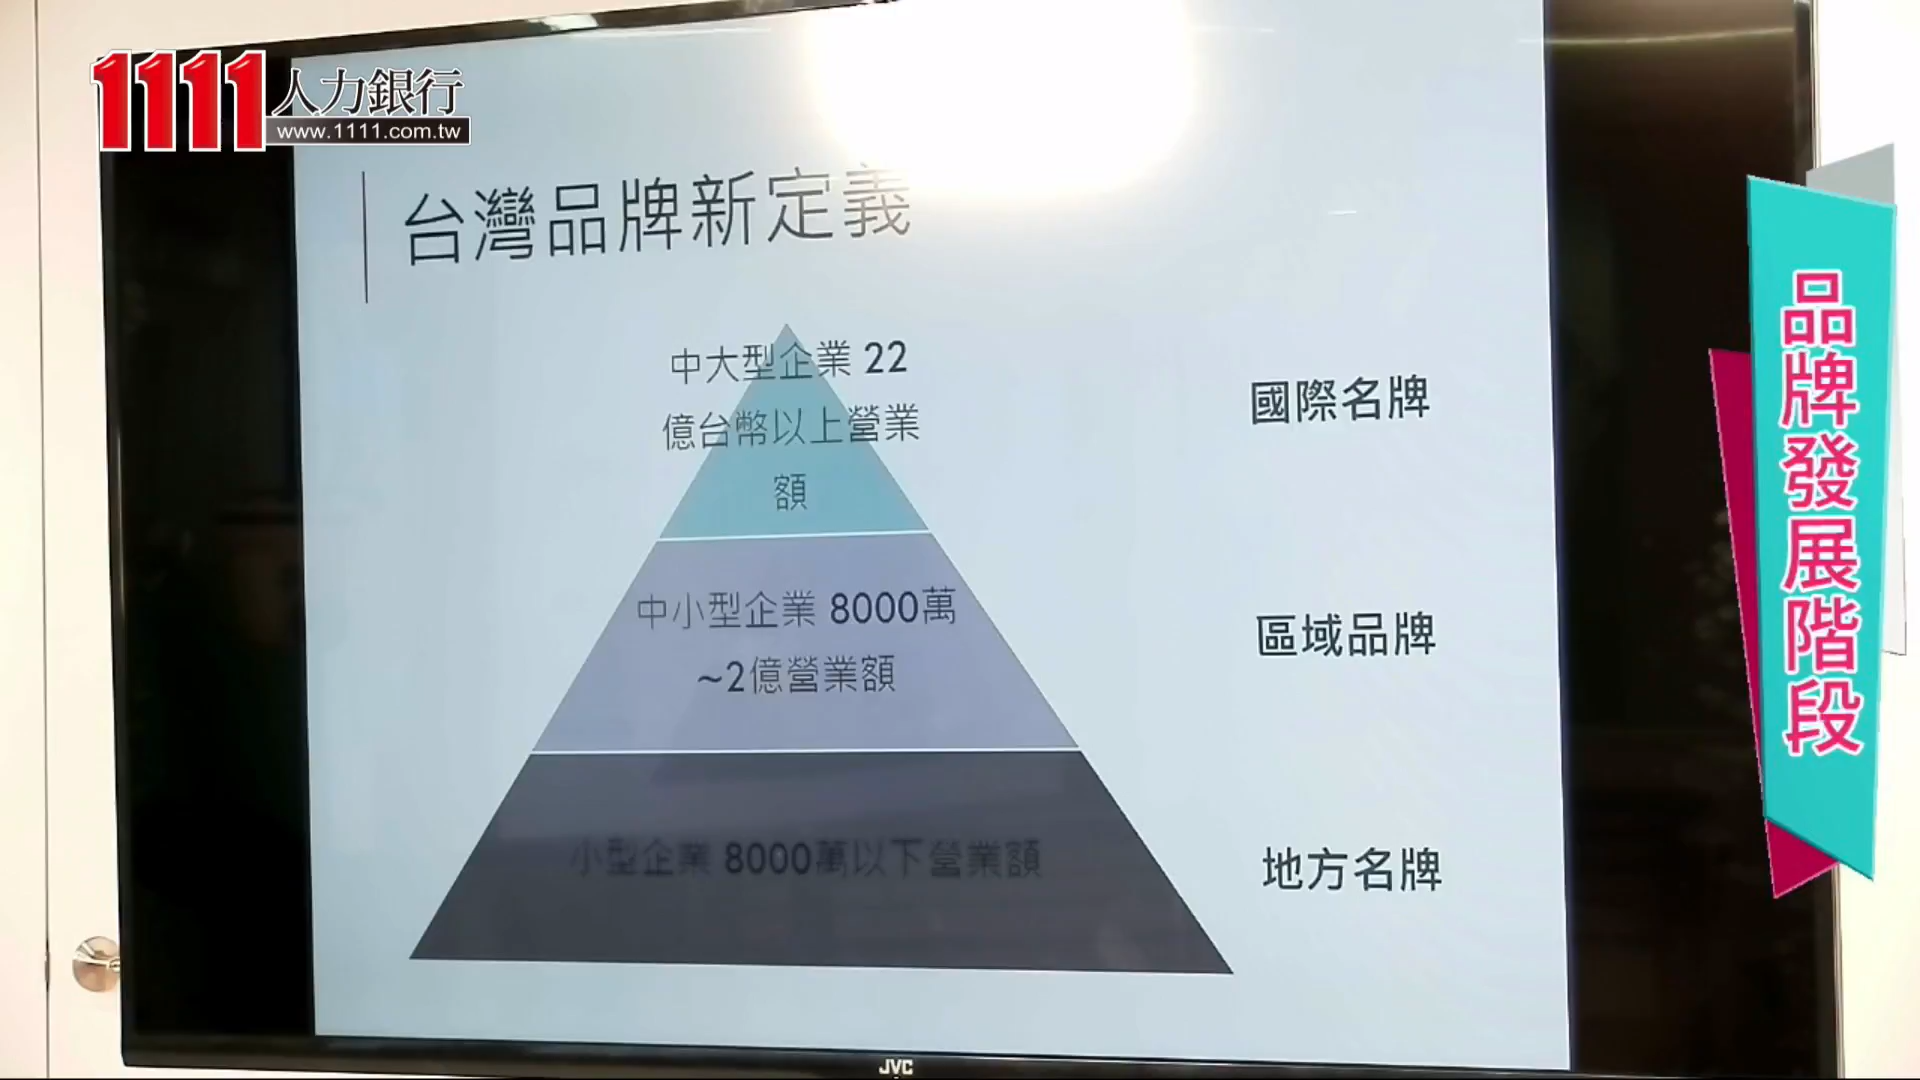 1111人力銀行
www.1111.com.tw
台灣品牌新定義
中大型企業 22
億台幣以上營業
額
國際名牌
中小型企業 8000萬
~2億營業額
區域品牌
小型企業 8000萬以下營業額
地方名牌
品牌發展階段
JVC